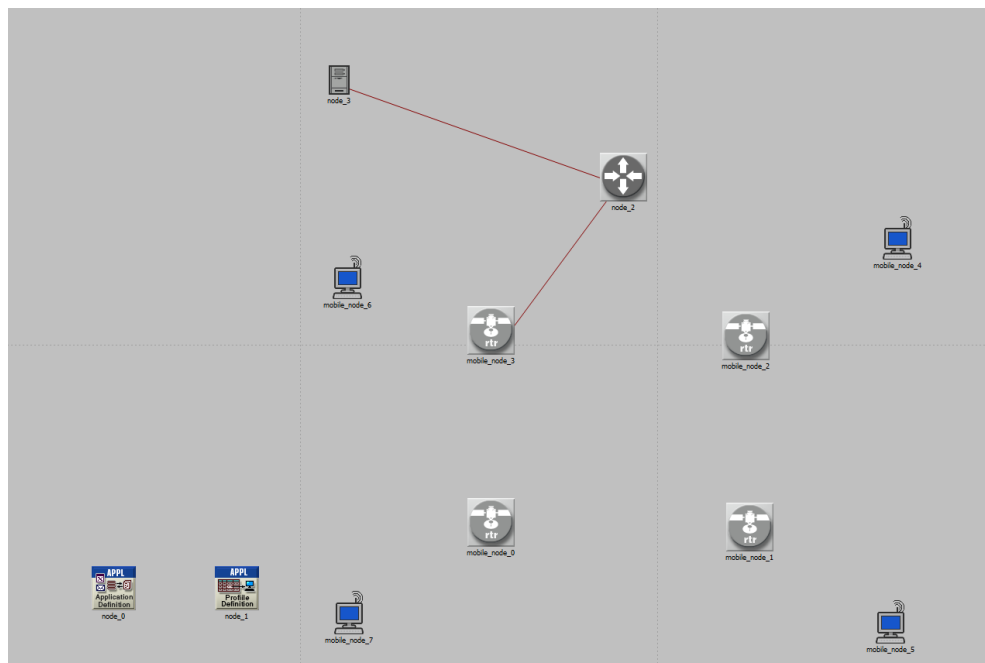 node_3
node_2
mobile_node_4
mobile_node_6
rtr
mobile_node_3
rtr
mobile_node_2
rtr
mobile_node_0
rtr
mobile_node_1
APPL
Application
Definition
node_0
APPL
Profile
Definition
node_1
mobile_node_7
mobile_node_5